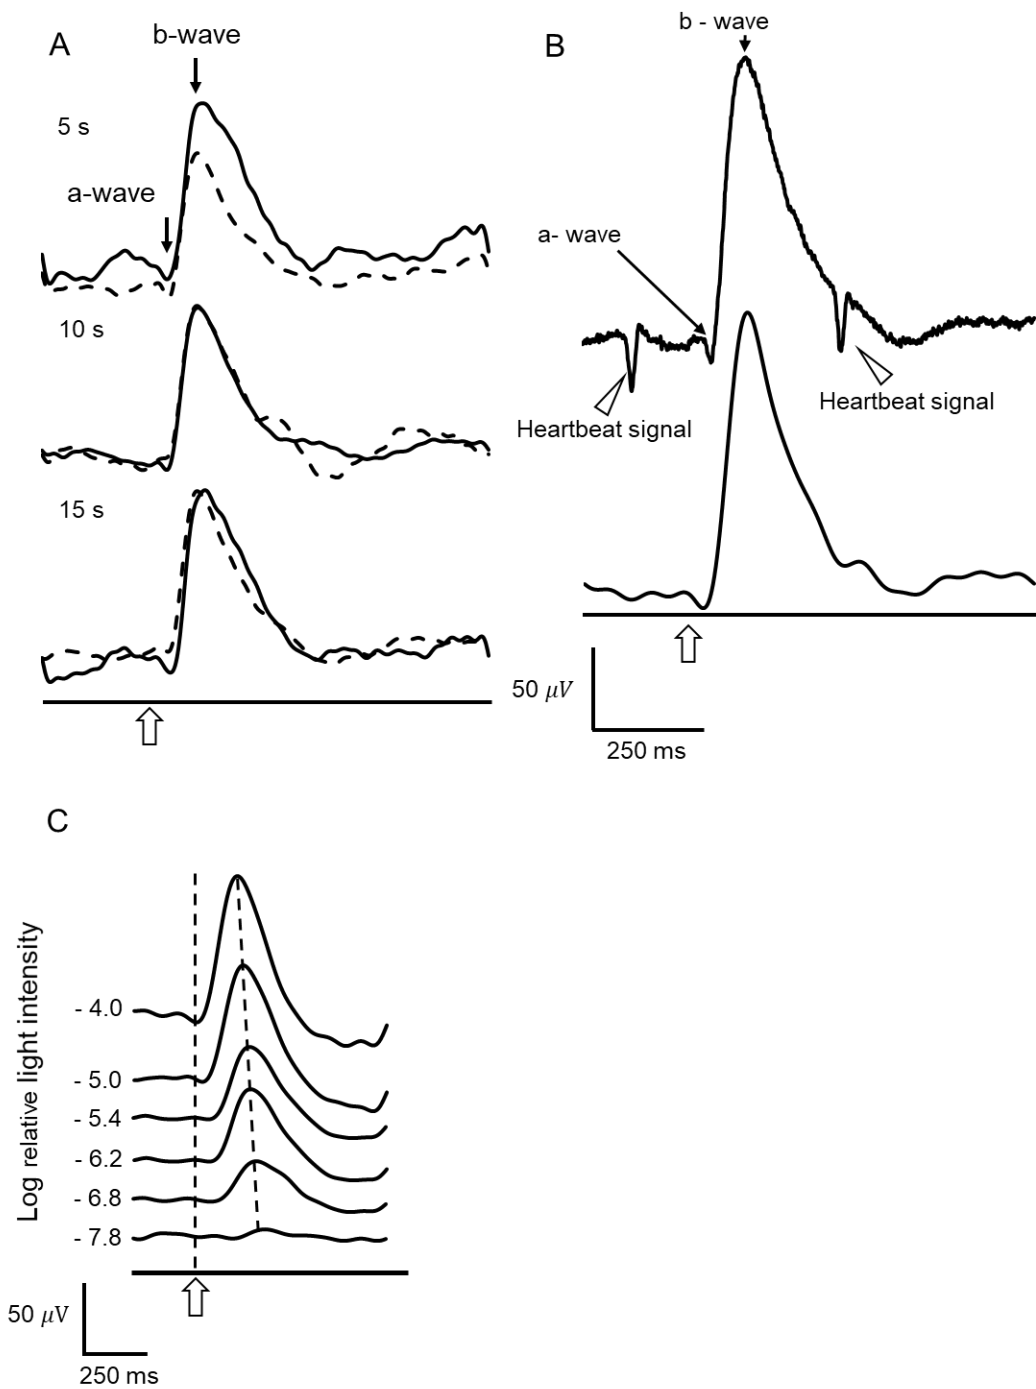 A
b-wave
5 s
a-wave
10 s
15 s
B
b - wave
a- wave
Heartbeat signal
Heartbeat signal
50 μV
250 ms
C
Log relative light intensity
- 4.0
- 5.0
- 5.4
- 6.2
- 6.8
- 7.8
50 μV
250 ms